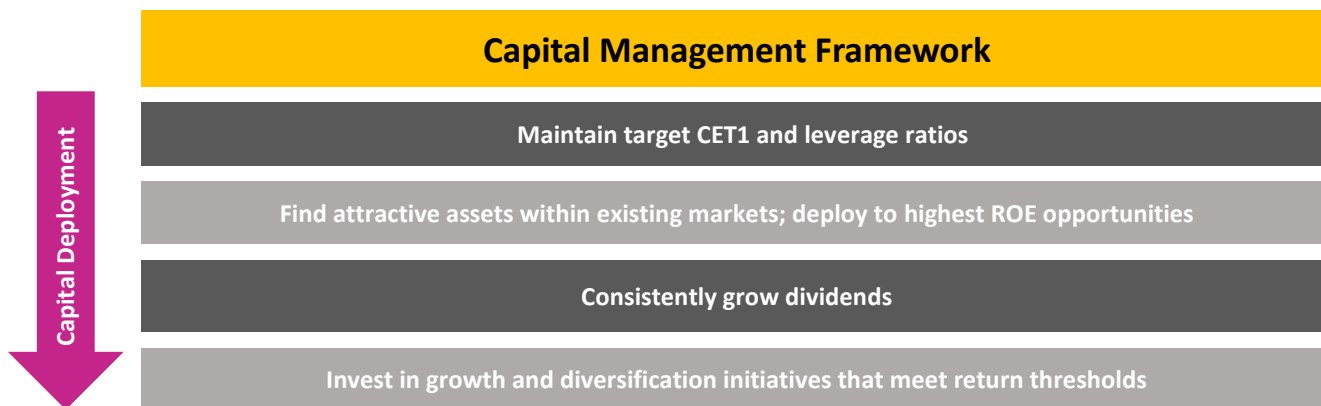 Capital Management Framework
Capital Deployment
Maintain target CET1 and leverage ratios
Find attractive assets within existing markets; deploy to highest ROE opportunities
Consistently grow dividends
Invest in growth and diversification initiatives that meet return thresholds